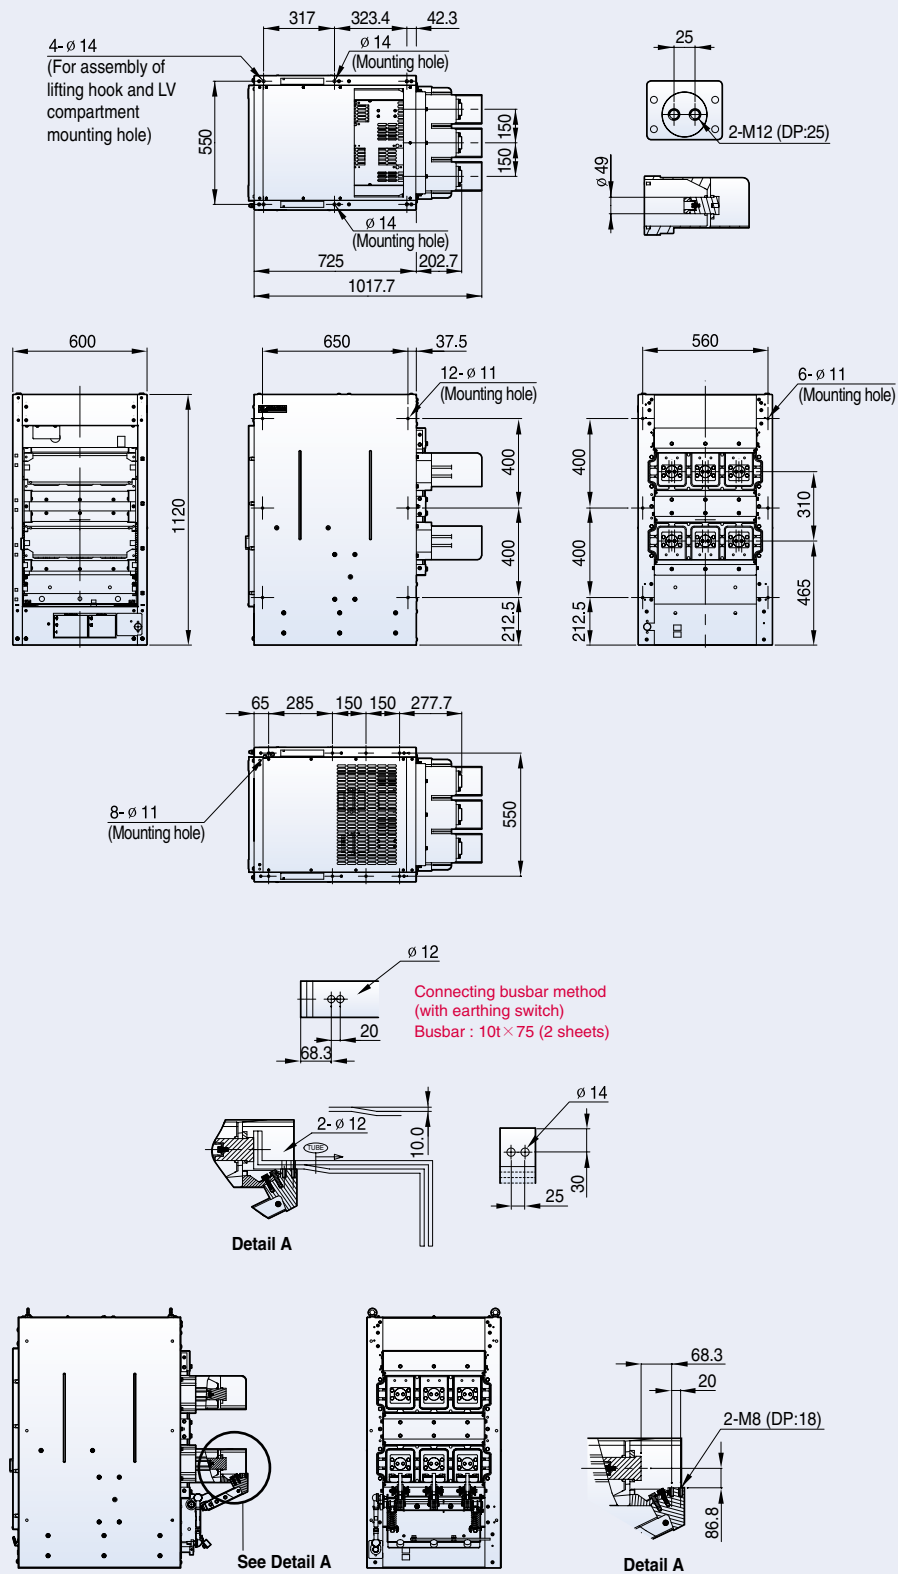 317
323.4
42.3
4- ø 14
(For assembly of
lifting hook and LV
compartment
mounting hole)
ø 14
(Mounting hole)
550
150
150
ø 14
(Mounting hole)
725
202.7
1017.7
25
2-M12 (DP:25)
ø 49
600
1120
650
37.5
12- ø 11
(Mounting hole)
400
400
212.5
560
6- ø 11
(Mounting hole)
400
400
212.5
310
465
65
285
150
150
277.7
8- ø 11
(Mounting hole)
550
ø 12
20
68.3
Connecting busbar method
(with earthing switch)
Busbar : 10t×75 (2 sheets)
2- ø 12
TUBE
10.0
Detail A
ø 14
30
25
See Detail A
68.3
20
2-M8 (DP:18)
86.8
Detail A